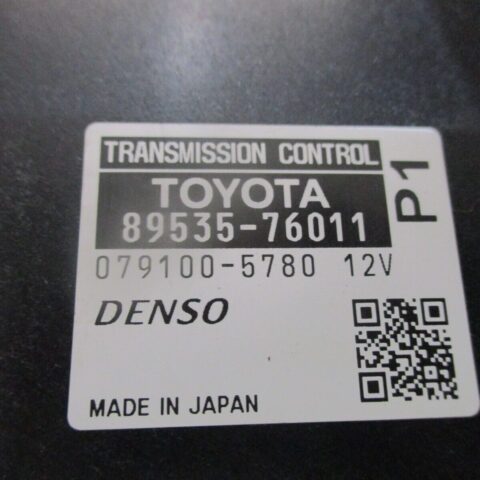 TRANSMISSION CONTROL
TOYOTA
89535-76011
079100-5780 12V
P1
DENSO
MADE IN JAPAN